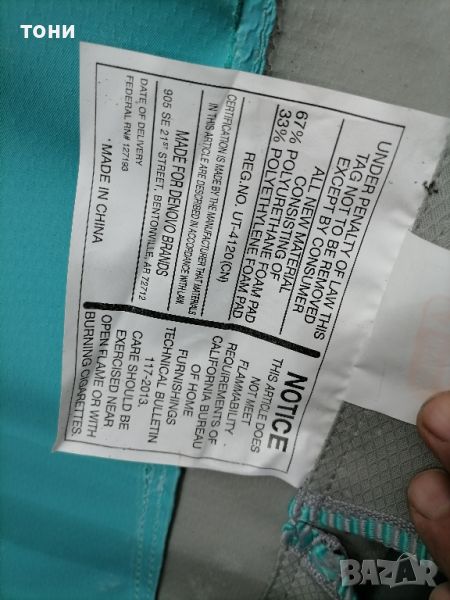 тони
UNDER PENALTY OF LAW THIS
TAG NOT TO BE REMOVED
EXCEPT BY CONSUMER
ALL NEW MATERIAL
CONSISTING OF
67% POLYURETHANE FOAM PAD
33% POLYETHYLENE FOAM PAD
REG.NO. UT-4120(CN)
CERTIFICATION IS MADE BY THE MANUFACTURER THAT MATERIALS
IN THIS ARTICLE ARE DESCRIBED IN ACCORDANCE WITH LAW.
MADE FOR DENOVO BRANDS
905 SE 21ST STREET, BENTONVILLE, AR 72712
DATE OF DELIVERY
FEDERAL RN# 127193
MADE IN CHINA
NOTICE
THIS ARTICLE DOES
NOT MEET
FLAMMABILITY
REQUIREMENTS OF
CALIFORNIA BUREAU
OF HOME
FURNISHINGS
TECHNICAL BULLETIN
117-2013.
CARE SHOULD BE
EXERCISED NEAR
OPEN FLAME OR WITH
BURNING CIGARETTES.
BAZAR